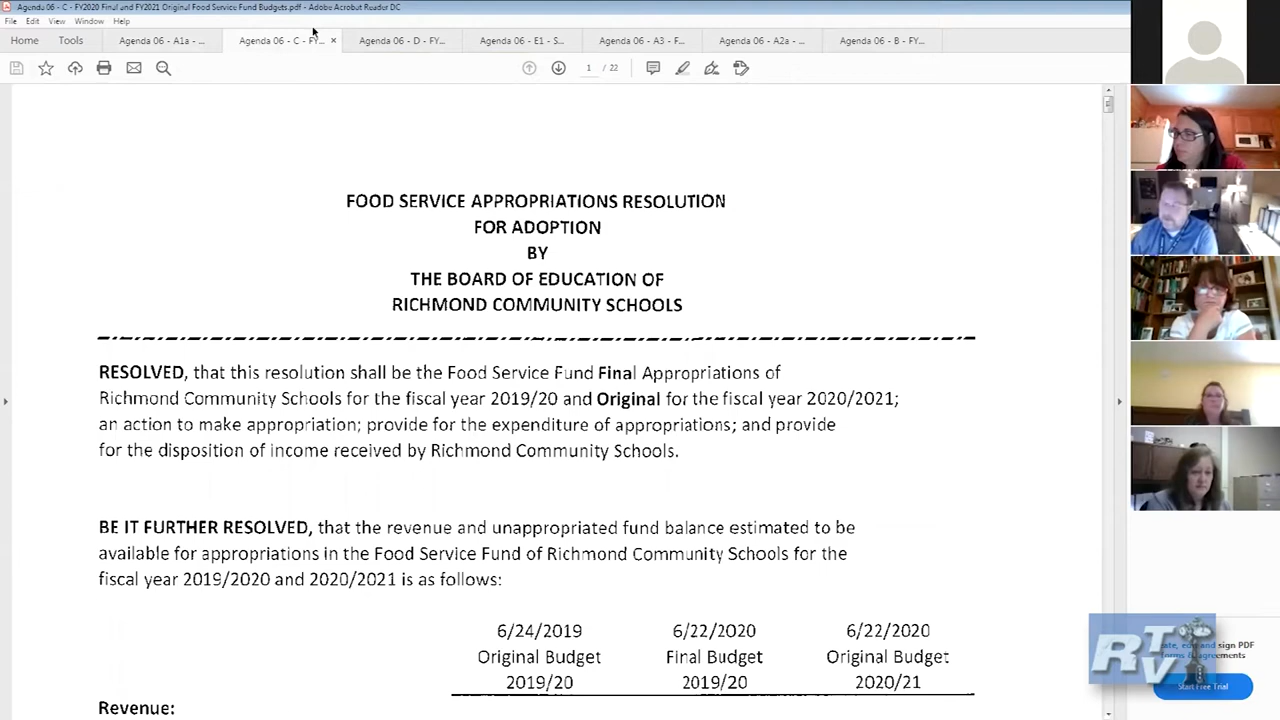 Agenda 06 - C - FY2020 Final and FY2021 Original Food Service Fund Budgets.pdf - Adobe Acrobat Reader DC
File Edit View Window Help
Home Tools Agenda 06 - A1a - ... Agenda 06 - C - FY... × Agenda 06 - D - FY... Agenda 06 - E1 - S... Agenda 06 - A3 - F... Agenda 06 - A2a - ... Agenda 06 - B - FY...
1 / 22
FOOD SERVICE APPROPRIATIONS RESOLUTION
FOR ADOPTION
BY
THE BOARD OF EDUCATION OF
RICHMOND COMMUNITY SCHOOLS
RESOLVED, that this resolution shall be the Food Service Fund Final Appropriations of
Richmond Community Schools for the fiscal year 2019/20 and Original for the fiscal year 2020/2021;
an action to make appropriation; provide for the expenditure of appropriations; and provide
for the disposition of income received by Richmond Community Schools.
BE IT FURTHER RESOLVED, that the revenue and unappropriated fund balance estimated to be
available for appropriations in the Food Service Fund of Richmond Community Schools for the
fiscal year 2019/2020 and 2020/2021 is as follows:
6/24/2019 6/22/2020 6/22/2020
Original Budget Final Budget Original Budget
2019/20 2019/20 2020/21
Revenue:
RTV
and sign PDF
agreements
Start Free Trial